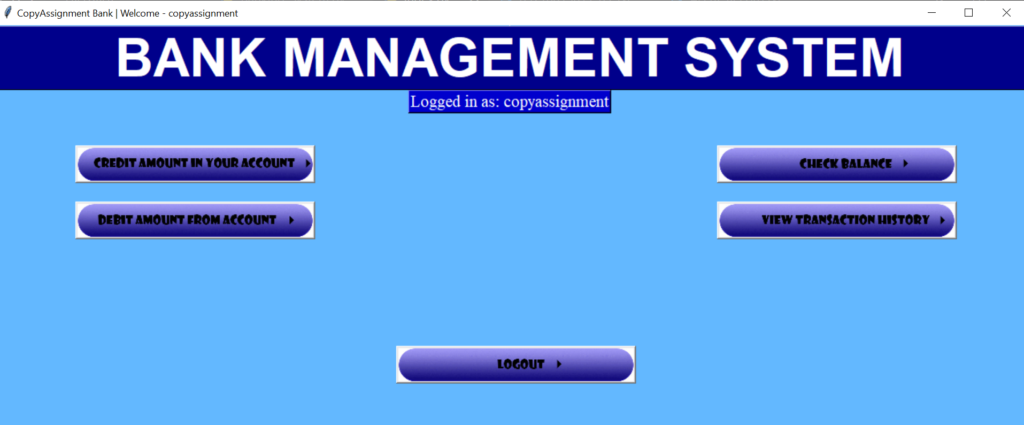 CopyAssignment Bank | Welcome - copyassignment
BANK MANAGEMENT SYSTEM
Logged in as: copyassignment
CREDIT AMOUNT IN YOUR ACCOUNT
CHECK BALANCE
DEBIT AMOUNT FROM ACCOUNT
VIEW TRANSACTION HISTORY
LOGOUT